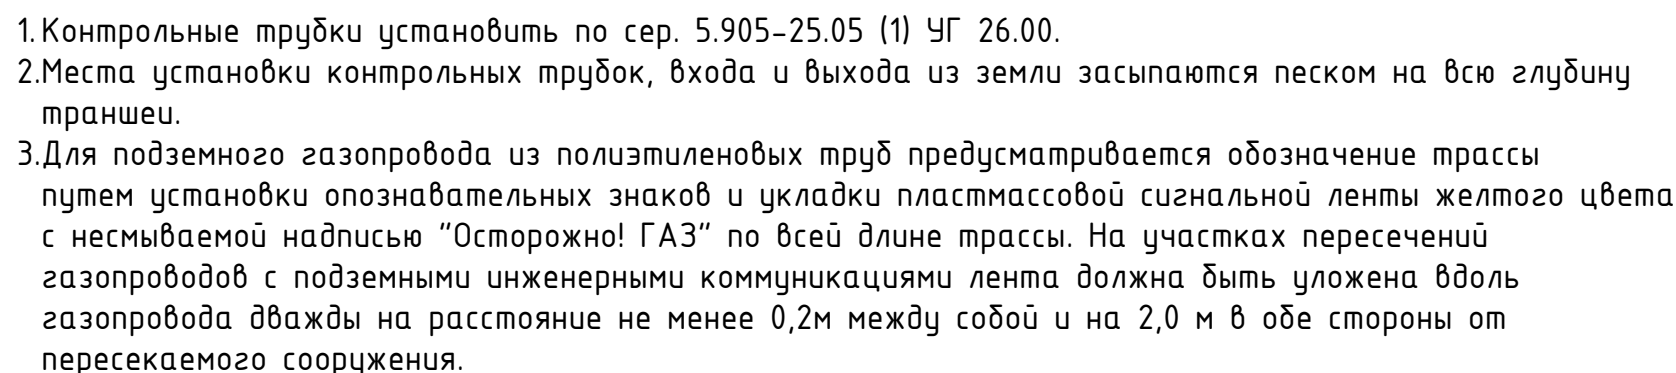 1. Контрольные трубки установить по сер. 5.905-25.05 (1) УГ 26.00.
2.Места установки контрольных трубок, входа и выхода из земли засыпаются песком на всю глубину
траншеи.
3.Для подземного газопровода из полиэтиленовых труб предусматривается обозначение трассы
путем установки опознавательных знаков и укладки пластмассовой сигнальной ленты желтого цвета
с несмываемой надписью "Осторожно! ГАЗ" по всей длине трассы. На участках пересечений
газопроводов с подземными инженерными коммуникациями лента должна быть уложена вдоль
газопровода дважды на расстояние не менее 0,2м между собой и на 2,0 м в обе стороны от
пересекаемого сооружения.